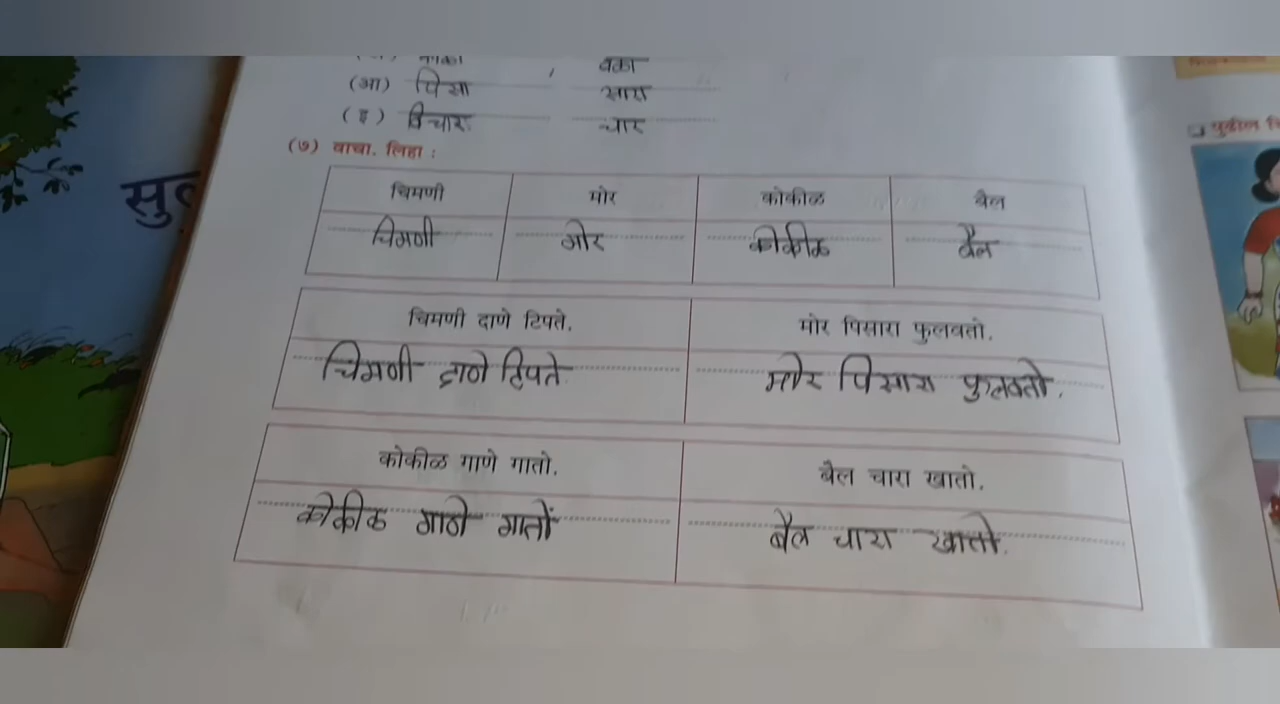 (आ) पिसा सारा
(इ) विचारः चार
(७) वाचा. लिहा :
चिमणी मोर कोकीळ बैल
चिमणी मोर कोकीळ बैल
चिमणी दाणे टिपते. मोर पिसारा फुलवतो.
चिमणी दाणे टिपते मोर पिसारा फुलवतो.
कोकीळ गाणे गातो. बैल चारा खातो.
कोकीळ गाणे गातों बैल चारा खातो.
पुढील